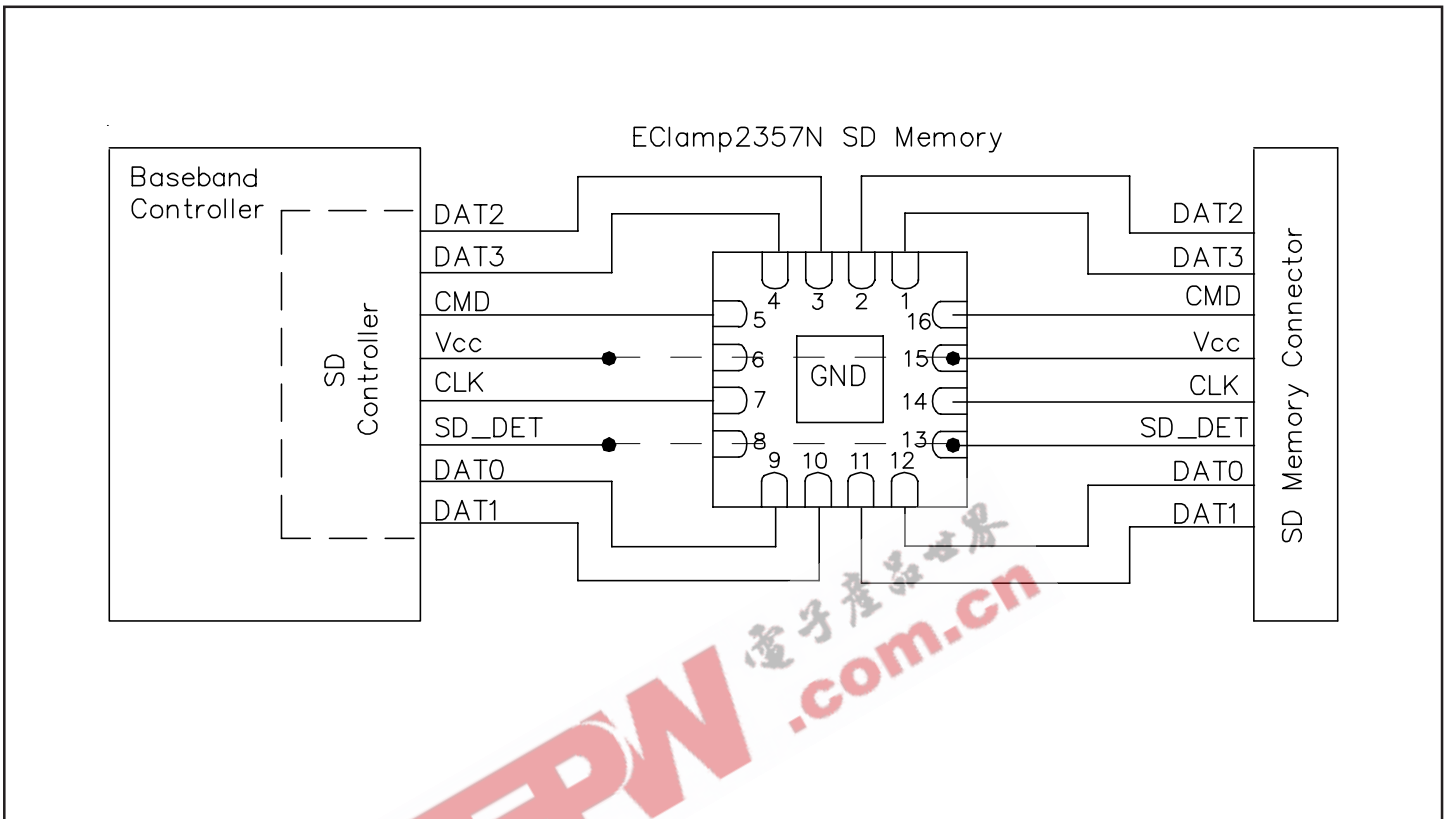 EClamp2357N SD Memory
Baseband
Controller
SD
Controller
DAT2
DAT3
CMD
Vcc
CLK
SD_DET
DAT0
DAT1
4
3
2
1
5
6
7
8
16
15
14
13
GND
9
10
11
12
DAT2
DAT3
CMD
Vcc
CLK
SD_DET
DAT0
DAT1
SD Memory Connector
電子產品世界
.com.cn